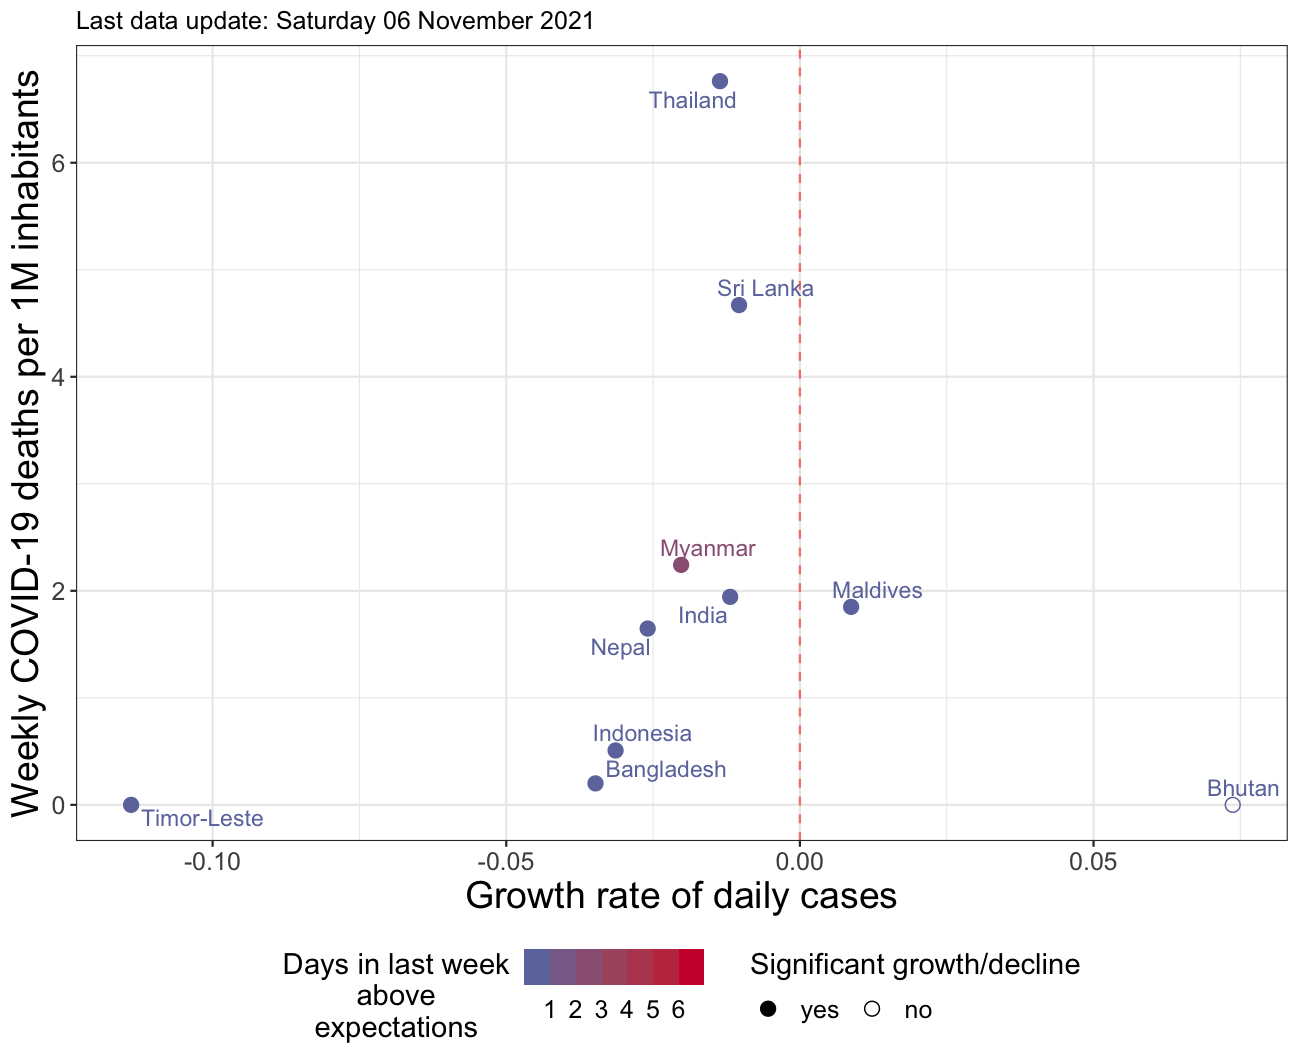 Last data update: Saturday 06 November 2021
Weekly COVID-19 deaths per 1M inhabitants
6
4
2
0
Thailand
Sri Lanka
Myanmar
Maldives
India
Nepal
Indonesia
Bangladesh
Bhutan
Timor-Leste
-0.10 -0.05 0.00 0.05
Growth rate of daily cases
Days in last week
above
expectations
1 2 3 4 5 6
Significant growth/decline
yes no